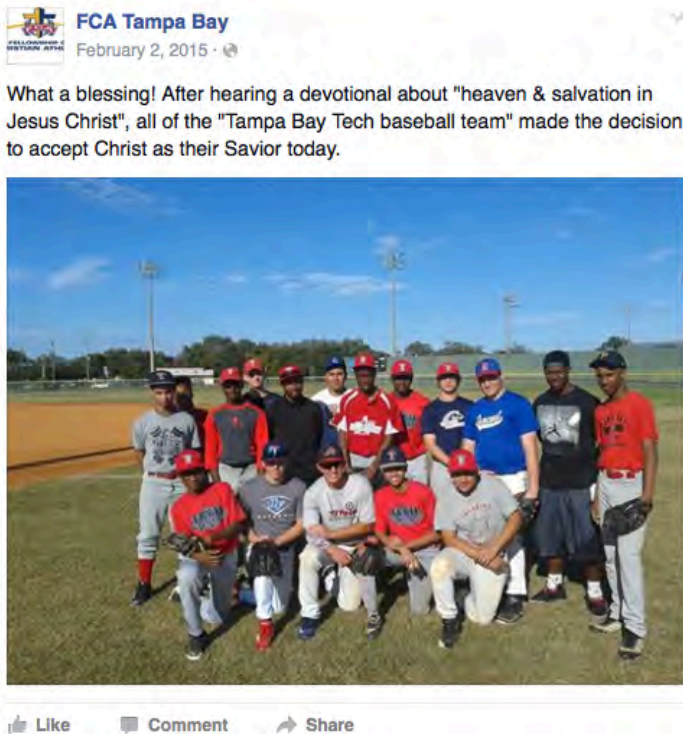 FCA Tampa Bay
February 2, 2015
What a blessing! After hearing a devotional about "heaven & salvation in
Jesus Christ", all of the "Tampa Bay Tech baseball team" made the decision
to accept Christ as their Savior today.
Like Comment Share